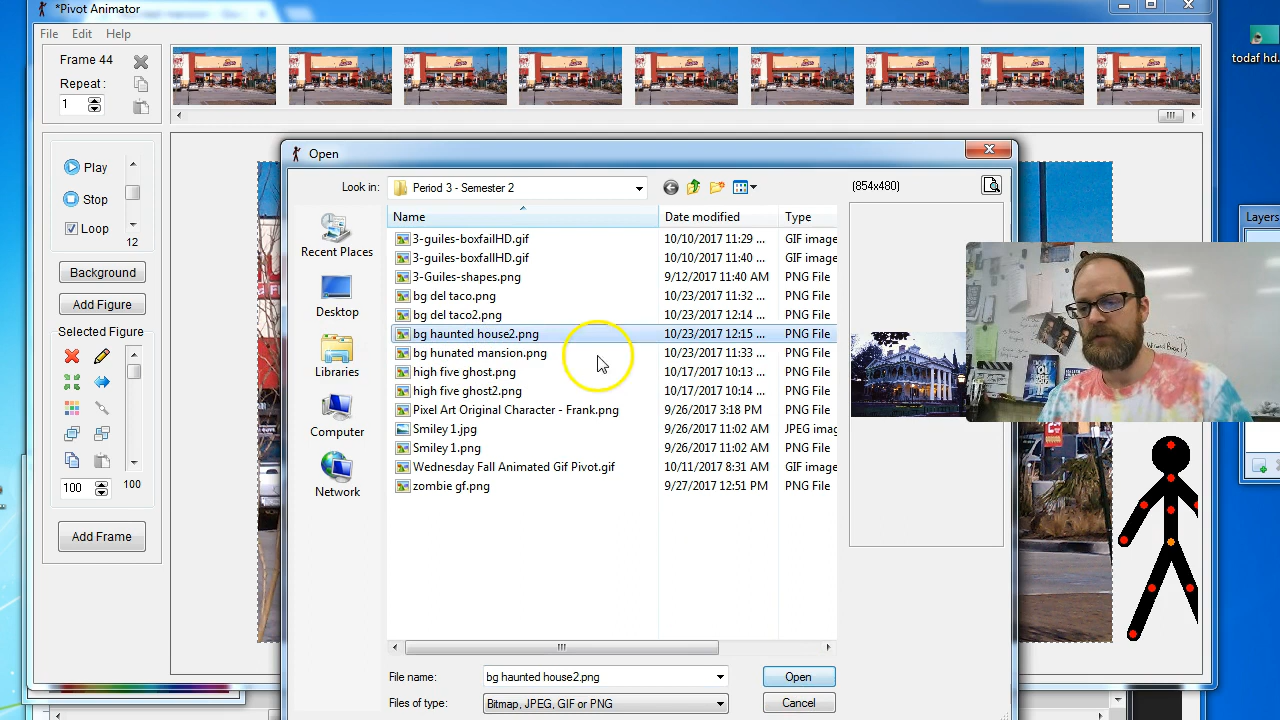 *Pivot Animator
File Edit Help
todaf hd.
Frame 44
Repeat :
1
Play
Stop
Loop
12
Background
Add Figure
Selected Figure
100
100
Add Frame
Open
Look in: Period 3 - Semester 2
(854x480)
Layers
Recent Places
Desktop
Libraries
Computer
Network
Name Date modified Type
3-guiles-boxfailHD.gif 10/10/2017 11:29 ... GIF image
3-guiles-boxfailHD.gif 10/10/2017 11:40 ... GIF image
3-Guiles-shapes.png 9/12/2017 11:40 AM PNG File
bg del taco.png 10/23/2017 11:32 ... PNG File
bg del taco2.png 10/23/2017 12:14 ... PNG File
bg haunted house2.png 10/23/2017 12:15 ... PNG File
bg hunated mansion.png 10/23/2017 11:33 ... PNG File
high five ghost.png 10/17/2017 10:13 ... PNG File
high five ghost2.png 10/17/2017 10:14 ... PNG File
Pixel Art Original Character - Frank.png 9/26/2017 3:18 PM PNG File
Smiley 1.jpg 9/26/2017 11:02 AM JPEG imag
Smiley 1.png 9/26/2017 11:02 AM PNG File
Wednesday Fall Animated Gif Pivot.gif 10/11/2017 8:31 AM GIF image
zombie gf.png 9/27/2017 12:51 PM PNG File
File name: bg haunted house2.png
Open
Files of type: Bitmap, JPEG, GIF or PNG
Cancel